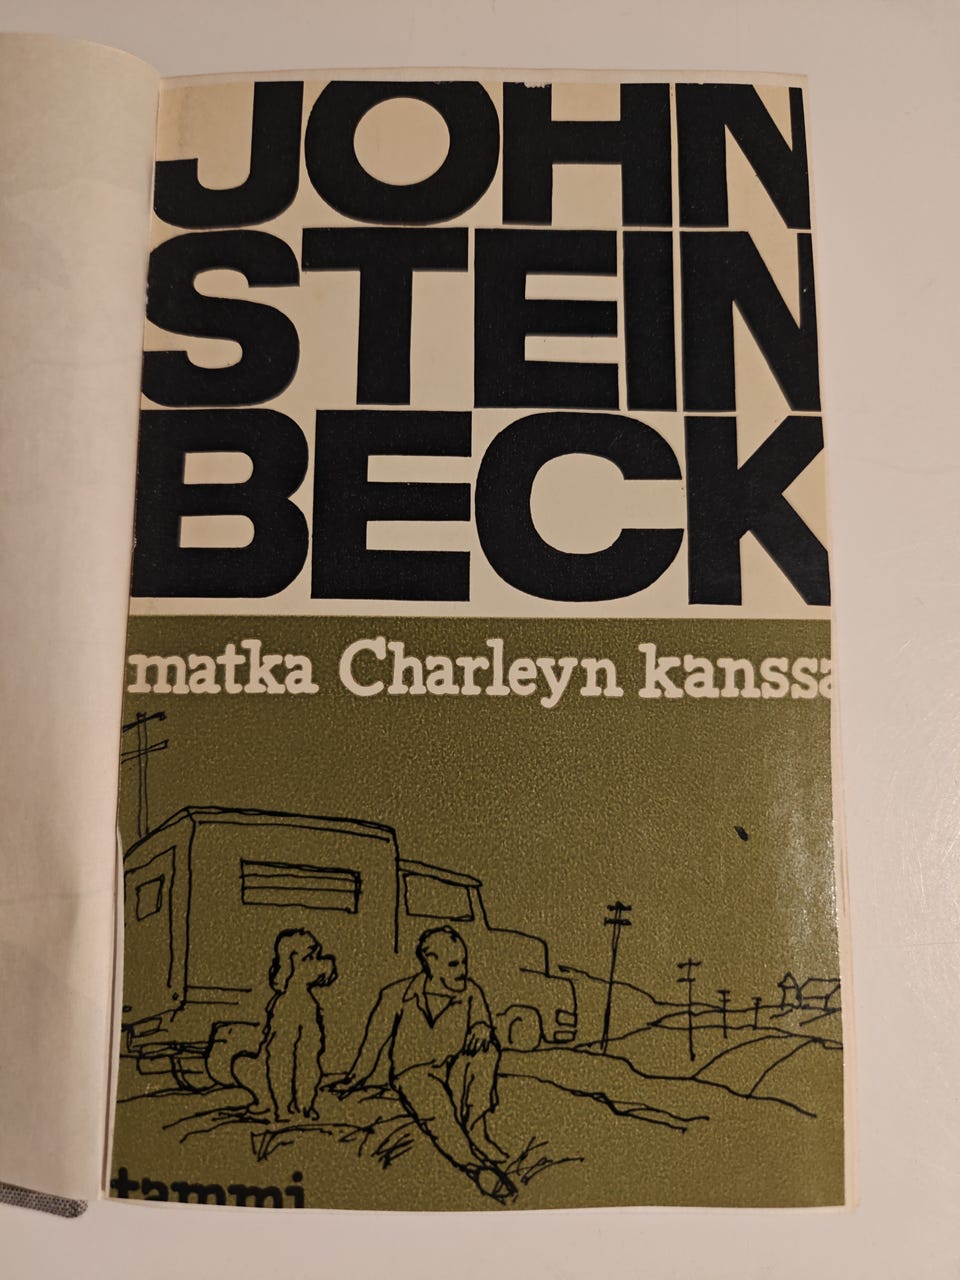 JOHN
STEIN
BECK
matka Charleyn kanssa
tammi